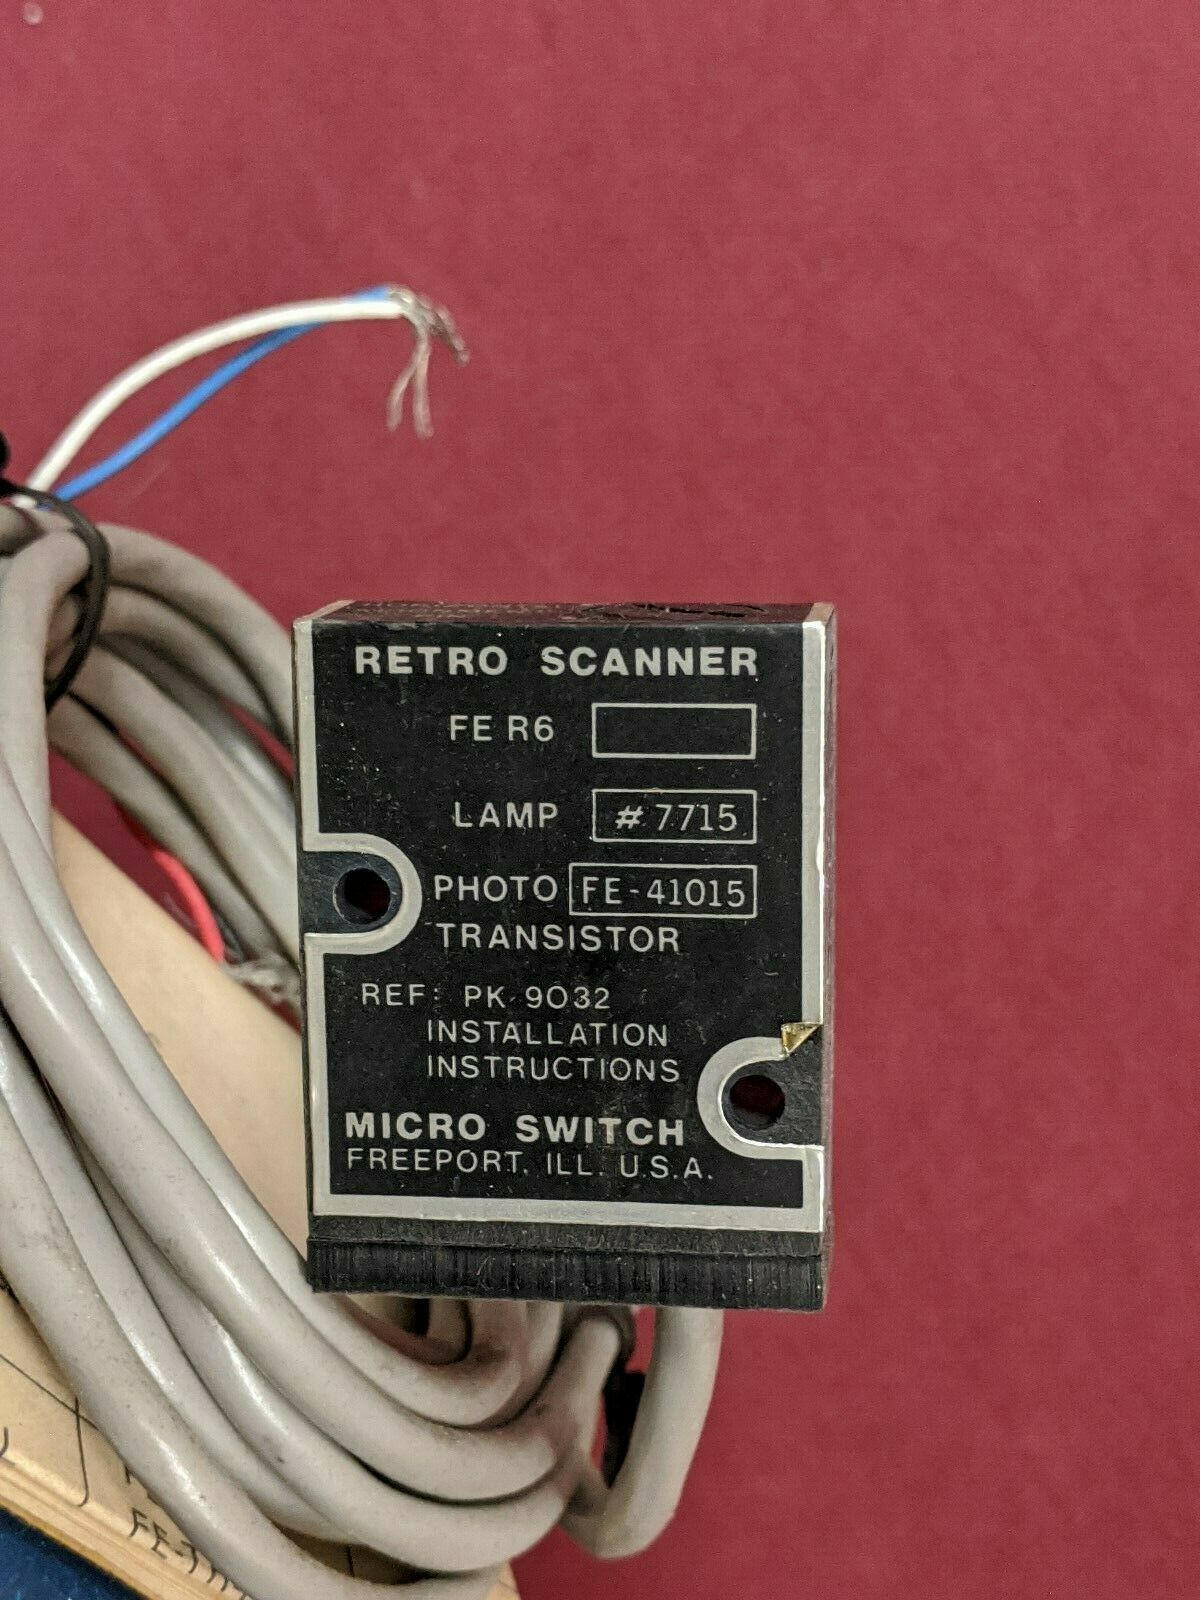 RETRO SCANNER
FE R6
LAMP # 7715
PHOTO FE-41015
TRANSISTOR
REF: PK 9032
INSTALLATION
INSTRUCTIONS
MICRO SWITCH
FREEPORT, ILL. U.S.A.